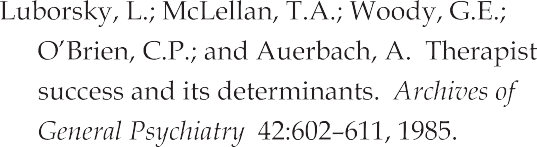 Luborsky, L.; McLellan, T.A.; Woody, G.E.;
O’Brien, C.P.; and Auerbach, A.  Therapist
success and its determinants.  Archives of
General Psychiatry  42:602–611, 1985.